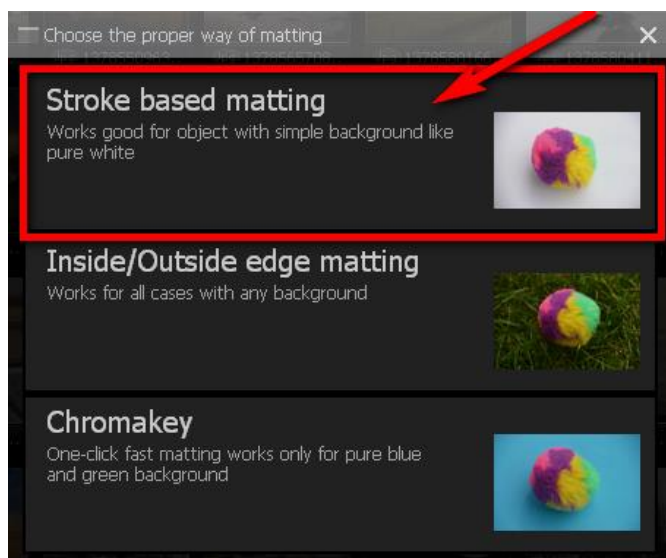 Choose the proper way of matting
Stroke based matting
Works good for object with simple background like
pure white
Inside/Outside edge matting
Works for all cases with any background
Chromakey
One-click fast matting works only for pure blue
and green background